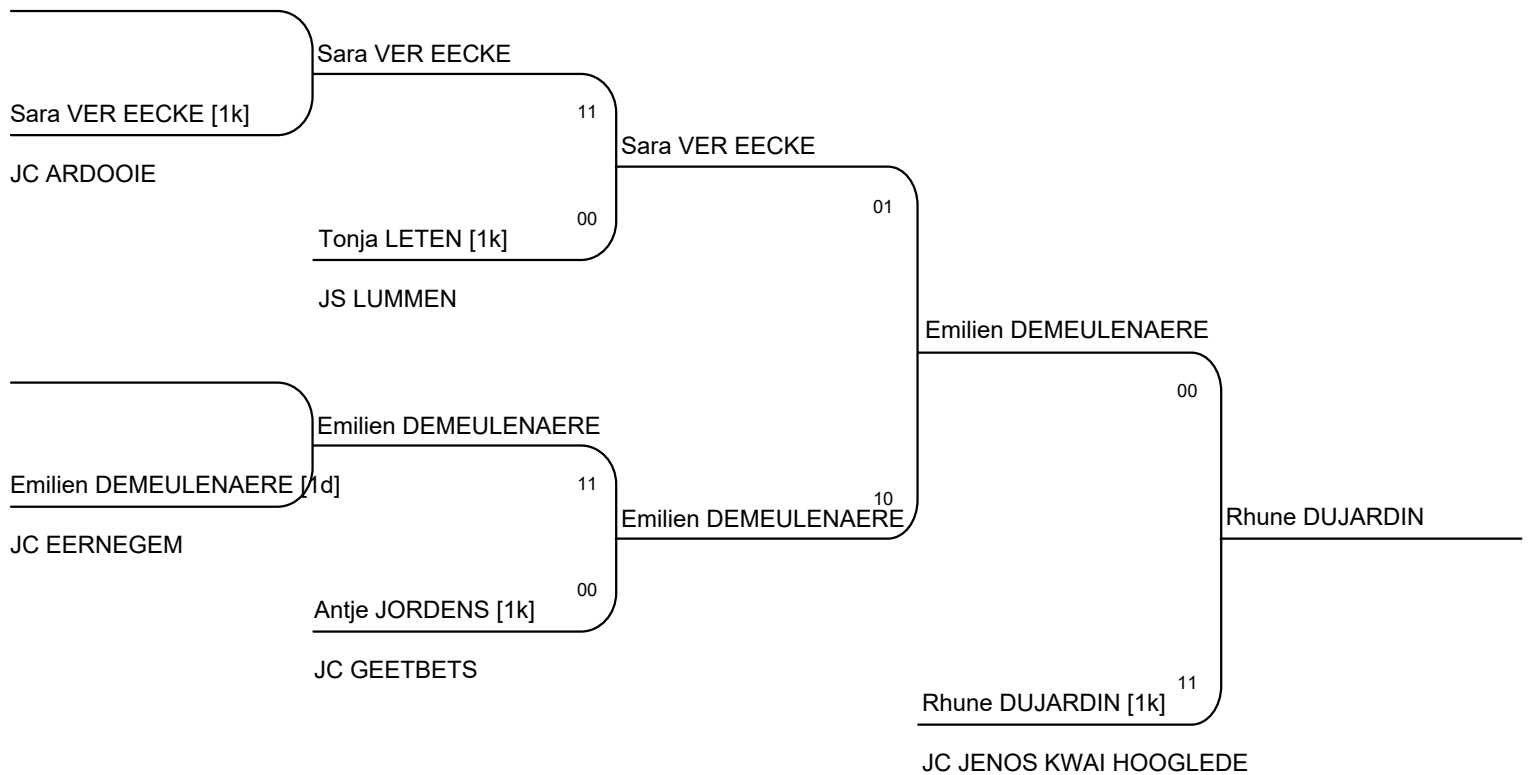 Sara VER EECKE
Sara VER EECKE [1k]
11
JC ARDOOIE
Sara VER EECKE
01
00
Tonja LETEN [1k]
JS LUMMEN
Emilien DEMEULENAERE
00
Emilien DEMEULENAERE
Emilien DEMEULENAERE [1d]
11
10
Emilien DEMEULENAERE
JC EERNEGEM
Rhune DUJARDIN
00
Antje JORDENS [1k]
JC GEETBETS
11
Rhune DUJARDIN [1k]
JC JENOS KWAI HOOGLEDE